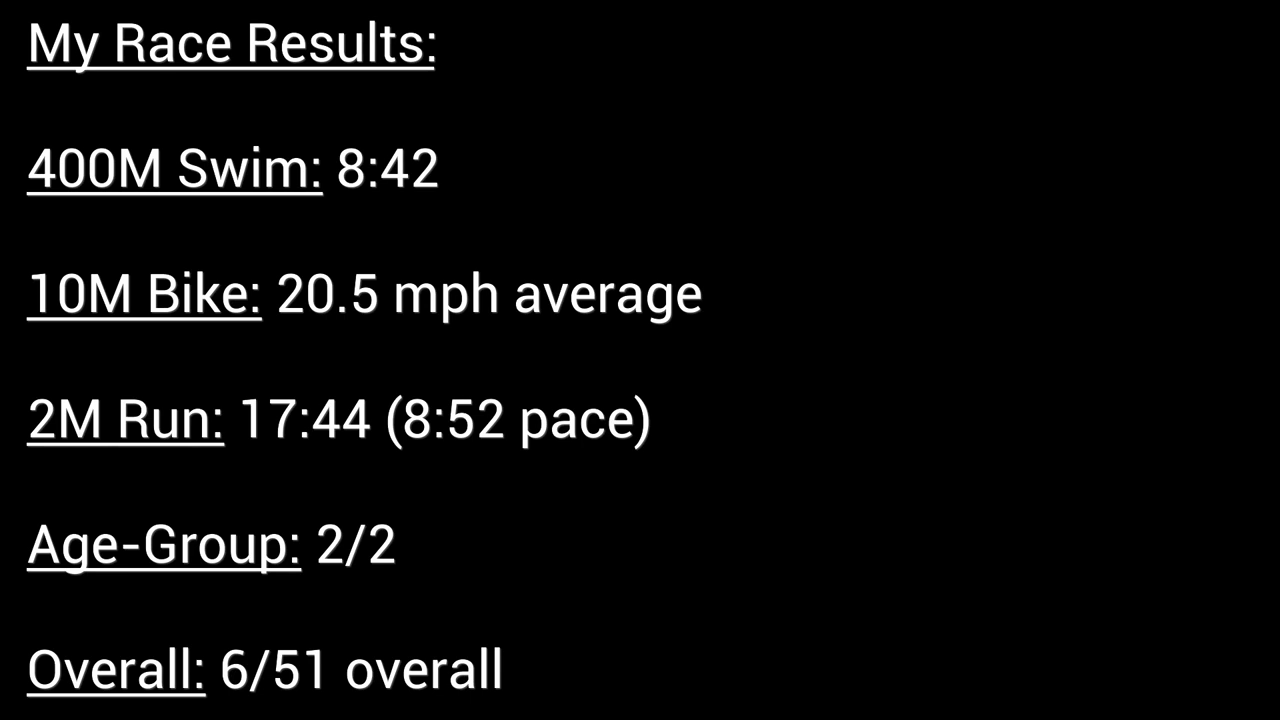 My Race Results:
400M Swim: 8:42
10M Bike: 20.5 mph average
2M Run: 17:44 (8:52 pace)
Age-Group: 2/2
Overall: 6/51 overall